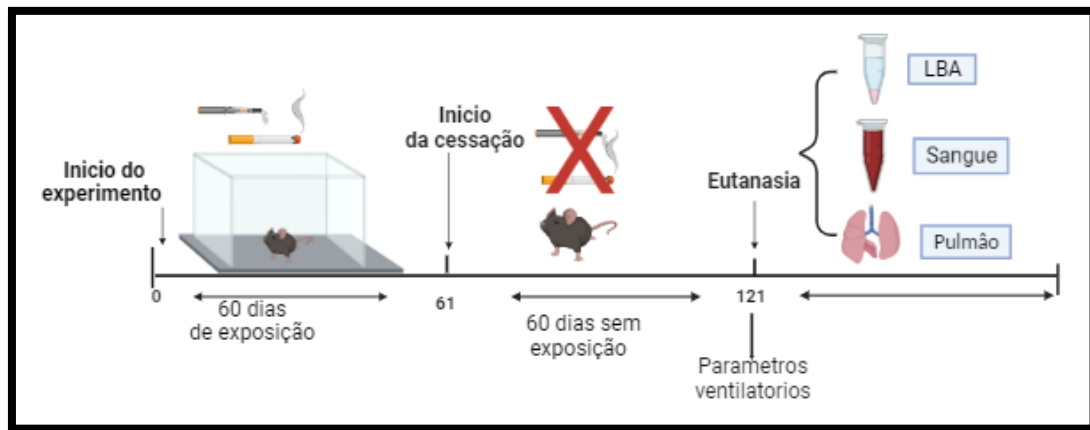 Inicio do
experimento
Inicio
da cessação
Eutanasia
LBA
Sangue
Pulmâo
0
60 dias
de exposição
61
60 dias sem
exposição
121
Parametros
ventilatorios